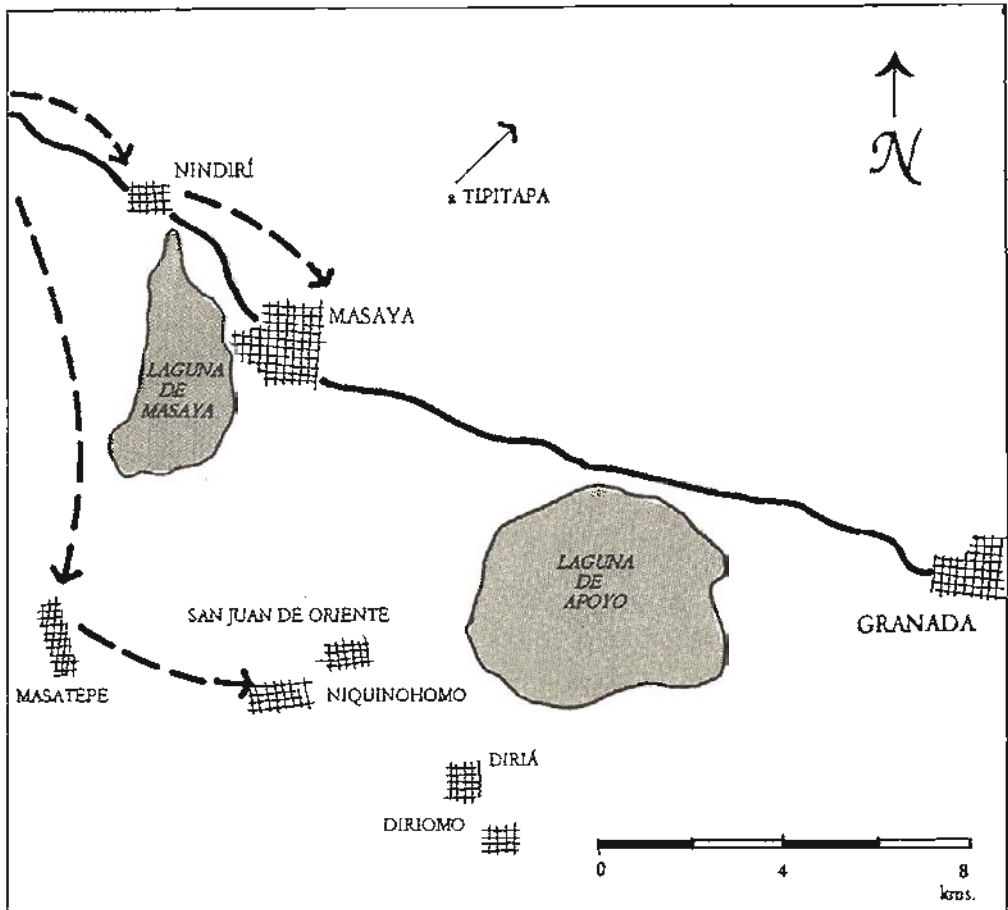 NINDIRÍ
N
a TIPITAPA
MASAYA
LAGUNA
DE
MASAYA
LAGUNA
DE
APOYO
SAN JUAN DE ORIENTE
GRANADA
MASATEPE
NIQUINOHOMO
DIRIÁ
DIRIOMO
0 4 8
kms.